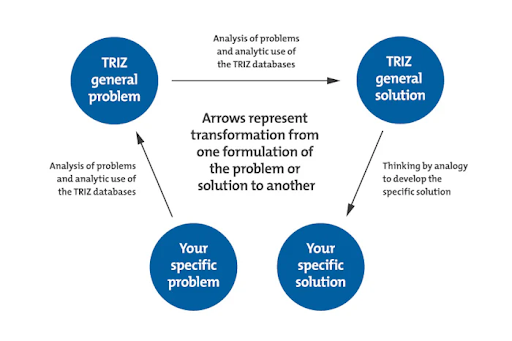 Analysis of problems
and analytic use of
the TRIZ databases
TRIZ
general
problem
TRIZ
general
solution
Arrows represent
transformation from
one formulation of
the problem or
solution to another
Analysis of problems
and analytic use of
the TRIZ databases
Thinking by analogy
to develop the
specific solution
Your
specific
problem
Your
specific
solution